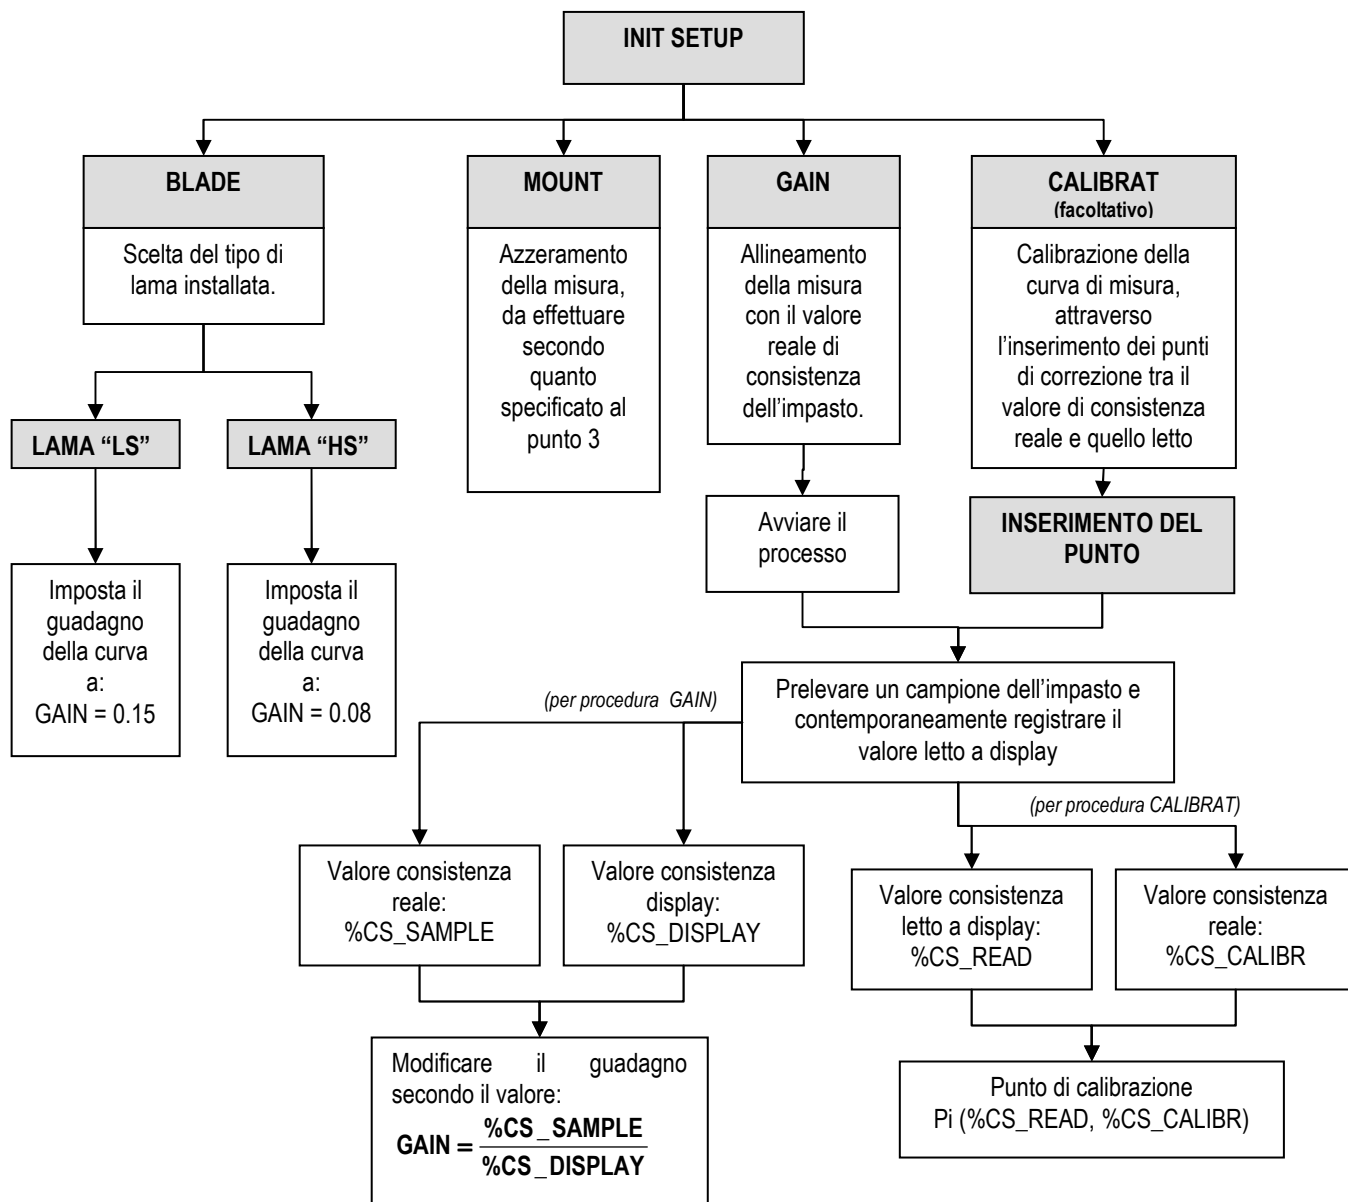 INIT SETUP
BLADE
Scelta del tipo di
lama installata.
MOUNT
Azzeramento
della misura,
da effettuare
secondo
quanto
specificato al
punto 3
GAIN
Allineamento
della misura
con il valore
reale di
consistenza
dell’impasto.
CALIBRAT
(facoltativo)
Calibrazione della
curva di misura,
attraverso
l’inserimento dei punti
di correzione tra il
valore di consistenza
reale e quello letto
LAMA “LS”
LAMA “HS”
Imposta il
guadagno
della curva
a:
GAIN = 0.15
Imposta il
guadagno
della curva
a:
GAIN = 0.08
Avviare il
processo
INSERIMENTO DEL
PUNTO
Prelevare un campione dell’impasto e
contemporaneamente registrare il
valore letto a display
(per procedura GAIN)
(per procedura CALIBRAT)
Valore consistenza
reale:
%CS_SAMPLE
Valore consistenza
display:
%CS_DISPLAY
Valore consistenza
letto a display:
%CS_READ
Valore consistenza
reale:
%CS_CALIBR
Modificare il guadagno
secondo il valore:
GAIN = %CS_SAMPLE
%CS_DISPLAY
Punto di calibrazione
Pi (%CS_READ, %CS_CALIBR)